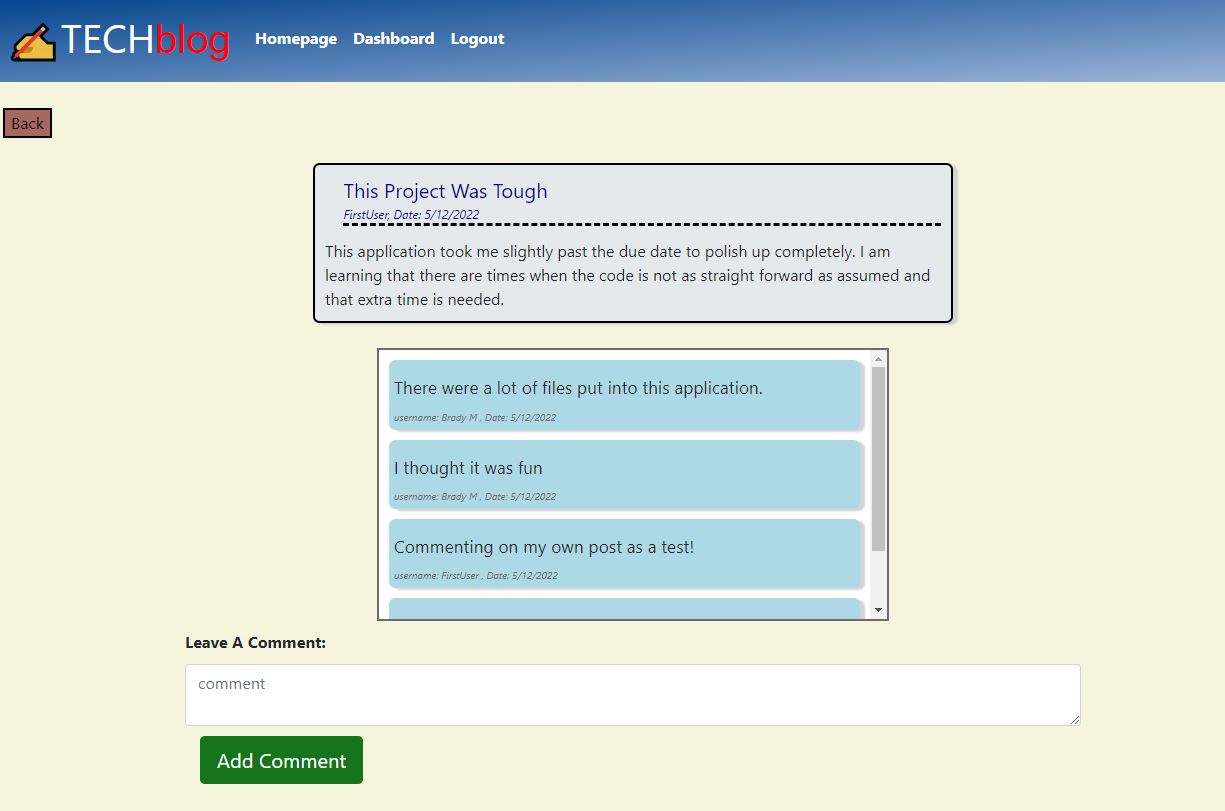 TECHblog Homepage Dashboard Logout
Back
This Project Was Tough
FirstUser, Date: 5/12/2022
This application took me slightly past the due date to polish up completely. I am
learning that there are times when the code is not as straight forward as assumed and
that extra time is needed.
There were a lot of files put into this application.
username: Brady M , Date: 5/12/2022
I thought it was fun
username: Brady M , Date: 5/12/2022
Commenting on my own post as a test!
username: FirstUser , Date: 5/12/2022
Leave A Comment:
comment
Add Comment